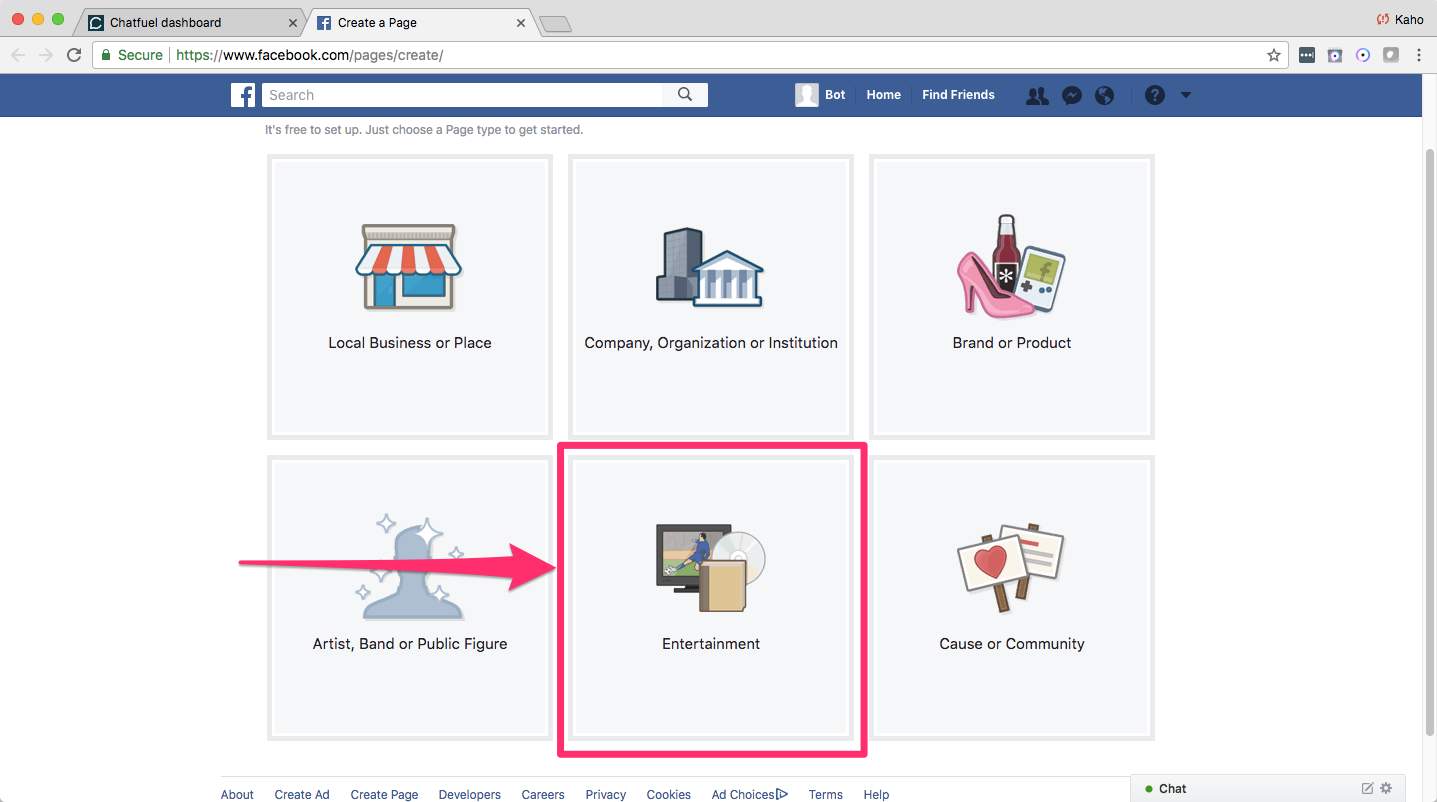 Chatfuel dashboard
Create a Page
Kaho
Secure
https://www.facebook.com/pages/create/
Search
Bot
Home
Find Friends
It's free to set up. Just choose a Page type to get started.
Local Business or Place
Company, Organization or Institution
Brand or Product
Artist, Band or Public Figure
Entertainment
Cause or Community
About Create Ad Create Page Developers Careers Privacy Cookies Ad Choices Terms Help
Chat